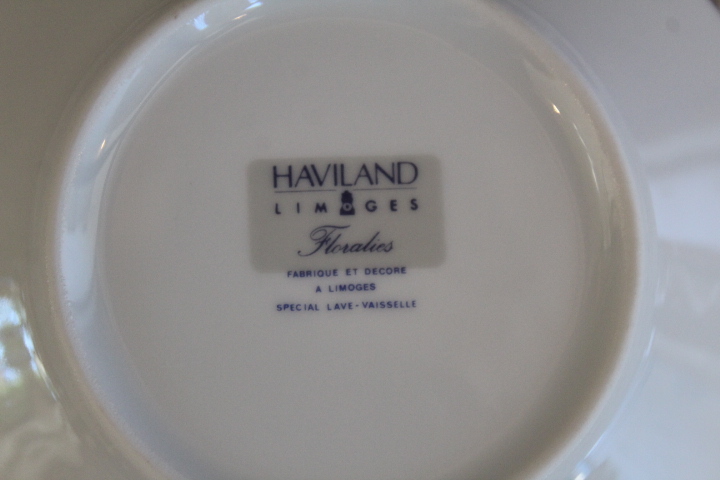 HAVILAND
LIMOGES
Floralies
FABRIQUE ET DECORE
A LIMOGES
SPECIAL LAVE-VAISSELLE